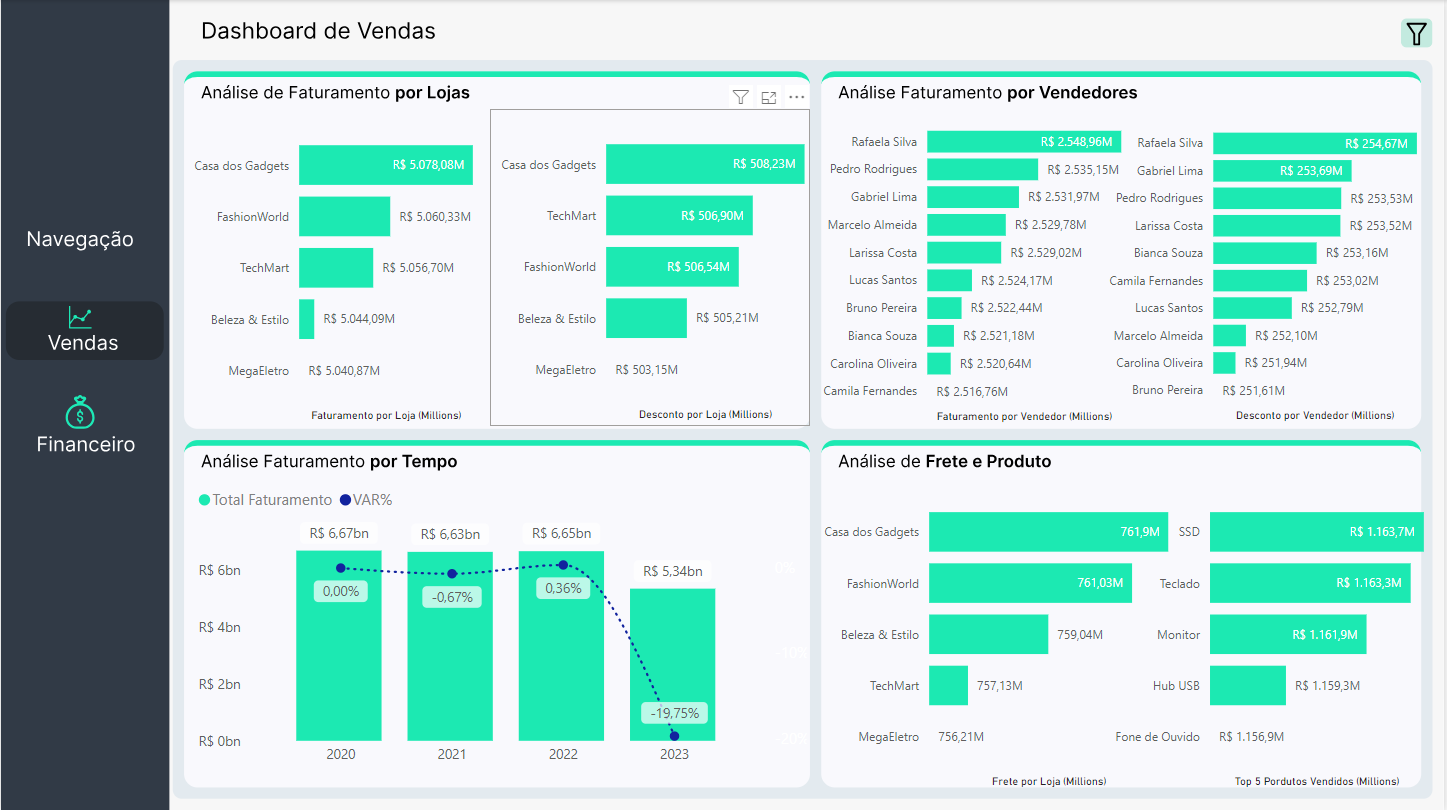 Dashboard de Vendas
Navegação
Vendas
Financeiro
Análise de Faturamento por Lojas
Casa dos Gadgets R$ 5.078,08M
FashionWorld R$ 5.060,33M
TechMart R$ 5.056,70M
Beleza & Estilo R$ 5.044,09M
MegaEletro R$ 5.040,87M
Faturamento por Loja (Millions)
Casa dos Gadgets R$ 508,23M
TechMart R$ 506,90M
FashionWorld R$ 506,54M
Beleza & Estilo R$ 505,21M
MegaEletro R$ 503,15M
Desconto por Loja (Millions)
Análise Faturamento por Vendedores
Rafaela Silva R$ 2.548,96M
Pedro Rodrigues R$ 2.535,15M
Gabriel Lima R$ 2.531,97M
Marcelo Almeida R$ 2.529,78M
Larissa Costa R$ 2.529,02M
Lucas Santos R$ 2.524,17M
Bruno Pereira R$ 2.522,44M
Bianca Souza R$ 2.521,18M
Carolina Oliveira R$ 2.520,64M
Camila Fernandes R$ 2.516,76M
Faturamento por Vendedor (Millions)
Rafaela Silva R$ 254,67M
Gabriel Lima R$ 253,69M
Pedro Rodrigues R$ 253,53M
Larissa Costa R$ 253,52M
Bianca Souza R$ 253,16M
Camila Fernandes R$ 253,02M
Lucas Santos R$ 252,79M
Marcelo Almeida R$ 252,10M
Carolina Oliveira R$ 251,94M
Bruno Pereira R$ 251,61M
Desconto por Vendedor (Millions)
Análise Faturamento por Tempo
Total Faturamento VAR%
R$ 6,67bn R$ 6,63bn R$ 6,65bn R$ 5,34bn
R$ 6bn
R$ 4bn
R$ 2bn
R$ 0bn
0,00% -0,67% 0,36% -19,75%
0%
-10%
-20%
2020 2021 2022 2023
Análise de Frete e Produto
Casa dos Gadgets 761,9M
FashionWorld 761,03M
Beleza & Estilo 759,04M
TechMart 757,13M
MegaEletro 756,21M
Frete por Loja (Millions)
SSD R$ 1.163,7M
Teclado R$ 1.163,3M
Monitor R$ 1.161,9M
Hub USB R$ 1.159,3M
Fone de Ouvido R$ 1.156,9M
Top 5 Pordutos Vendidos (Millions)